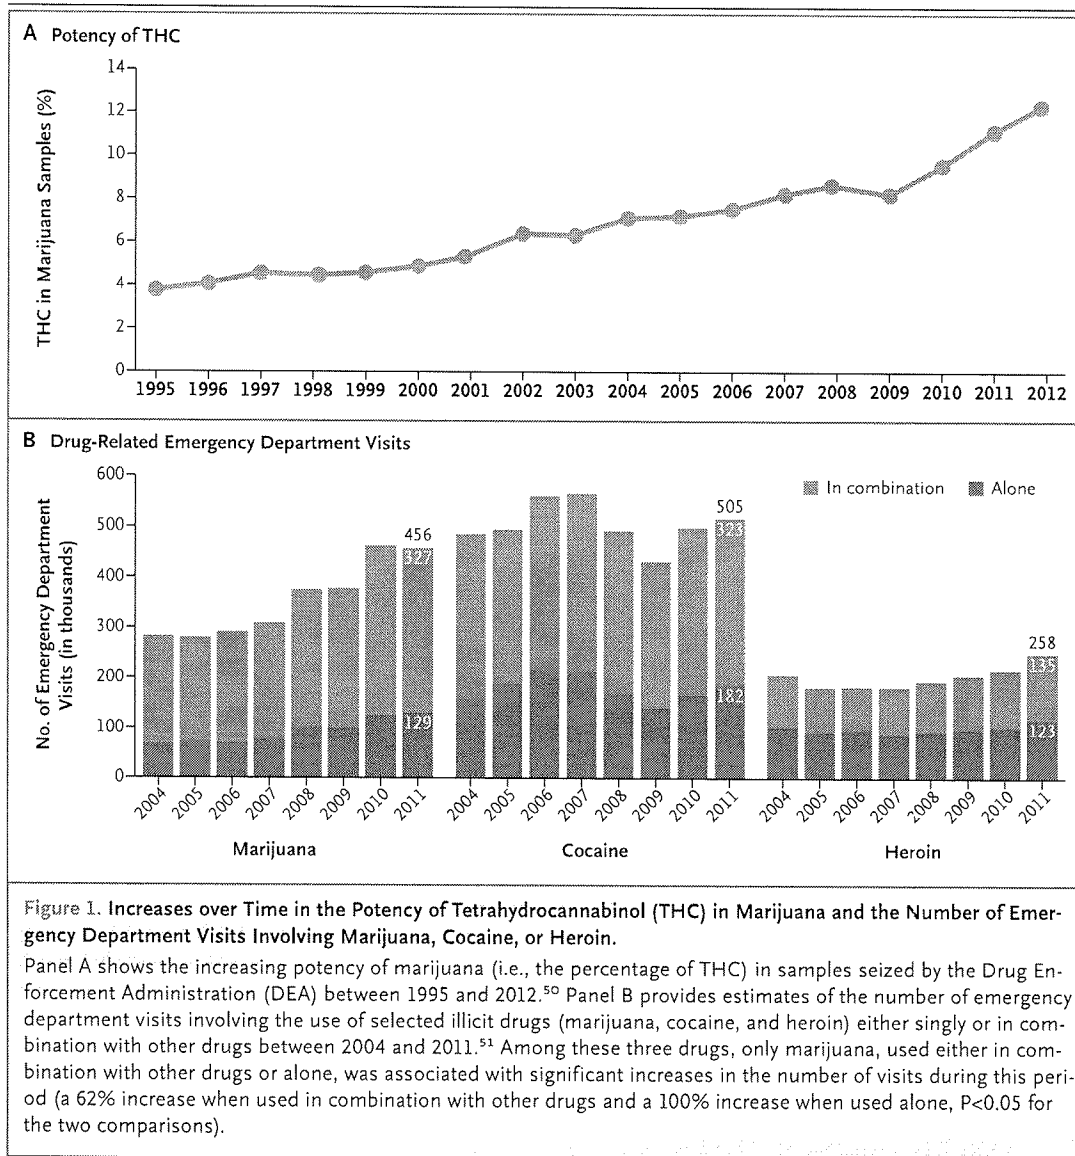 A Potency of THC
THC in Marijuana Samples (%)
14
12
10
8
6
4
2
0
1995 1996 1997 1998 1999 2000 2001 2002 2003 2004 2005 2006 2007 2008 2009 2010 2011 2012
B Drug-Related Emergency Department Visits
No. of Emergency Department
Visits (in thousands)
600
500
400
300
200
100
0
In combination Alone
456
327
129
505
323
182
258
135
123
2004 2005 2006 2007 2008 2009 2010 2011
2004 2005 2006 2007 2008 2009 2010 2011
2004 2005 2006 2007 2008 2009 2010 2011
Marijuana Cocaine Heroin
Figure 1. Increases over Time in the Potency of Tetrahydrocannabinol (THC) in Marijuana and the Number of Emer-
gency Department Visits Involving Marijuana, Cocaine, or Heroin.
Panel A shows the increasing potency of marijuana (i.e., the percentage of THC) in samples seized by the Drug En-
forcement Administration (DEA) between 1995 and 2012.⁵⁰ Panel B provides estimates of the number of emergency
department visits involving the use of selected illicit drugs (marijuana, cocaine, and heroin) either singly or in com-
bination with other drugs between 2004 and 2011.⁵¹ Among these three drugs, only marijuana, used either in com-
bination with other drugs or alone, was associated with significant increases in the number of visits during this peri-
od (a 62% increase when used in combination with other drugs and a 100% increase when used alone, P<0.05 for
the two comparisons).